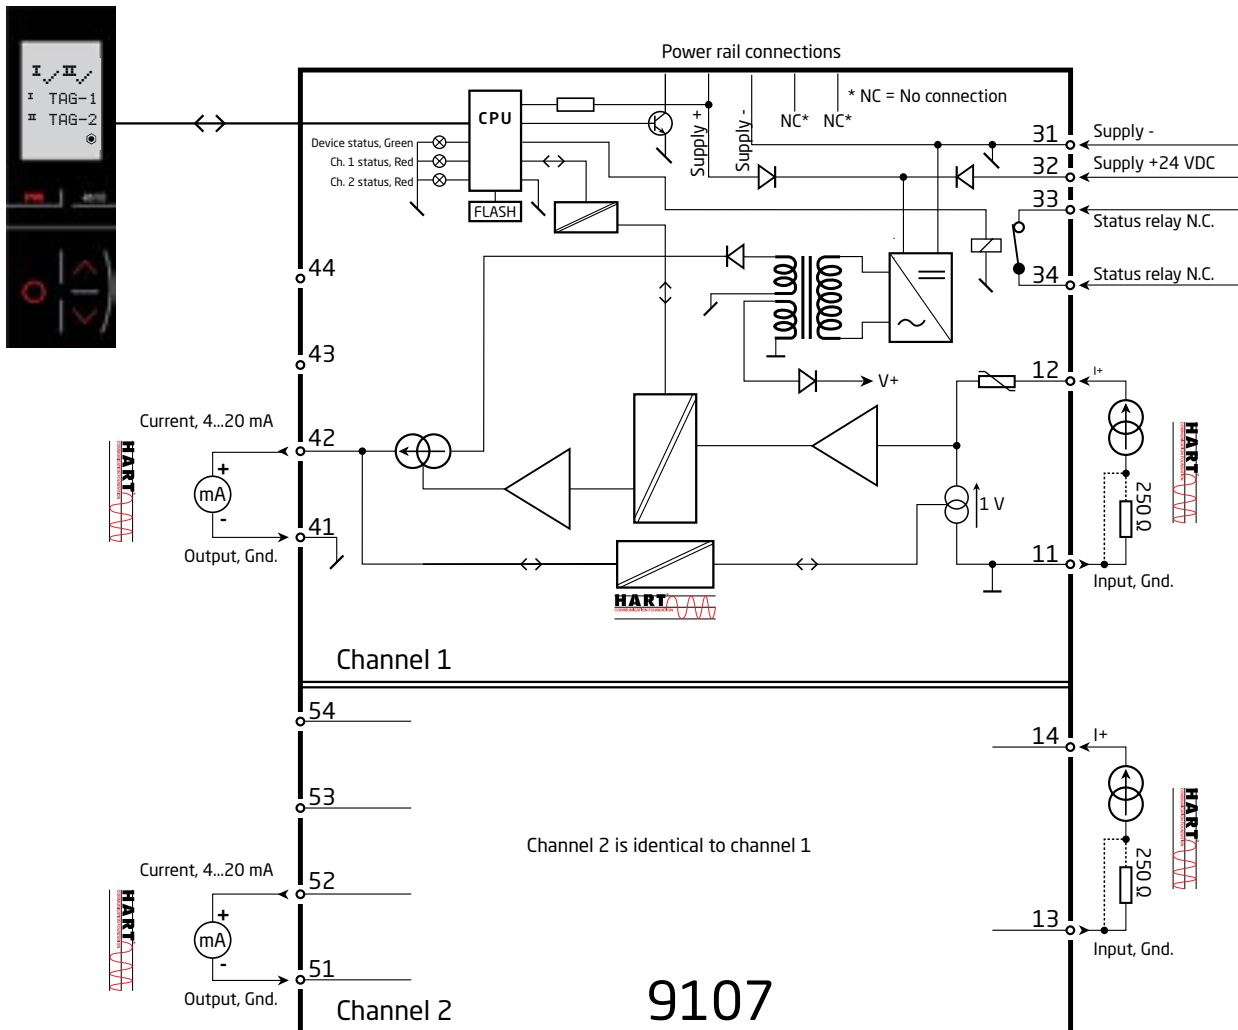 Power rail connections
* NC = No connection
I II
I TAG-1
II TAG-2
CPU
FLASH
Device status, Green
Ch. 1 status, Red
Ch. 2 status, Red
Supply +
Supply -
NC*
NC*
31
Supply -
32
Supply +24 VDC
33
Status relay N.C.
34
Status relay N.C.
44
43
V+
12
I+
Current, 4...20 mA
42
HART
mA
+
-
41
Output, Gnd.
1 V
250 Ω
HART
11
Input, Gnd.
HART
COMMUNICATION FOUNDATION
Channel 1
54
53
14
I+
Channel 2 is identical to channel 1
Current, 4...20 mA
52
HART
mA
+
-
51
Output, Gnd.
250 Ω
HART
13
Input, Gnd.
Channel 2
9107